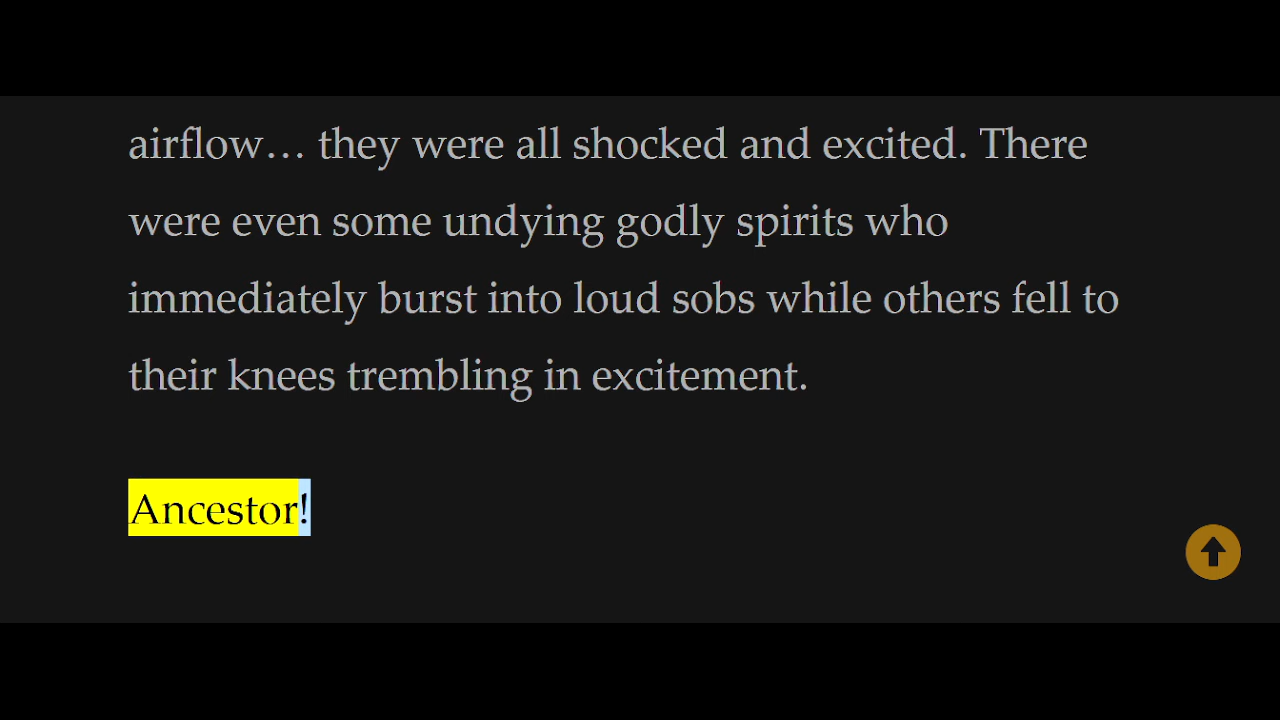 airflow… they were all shocked and excited. There
were even some undying godly spirits who
immediately burst into loud sobs while others fell to
their knees trembling in excitement.
Ancestor!